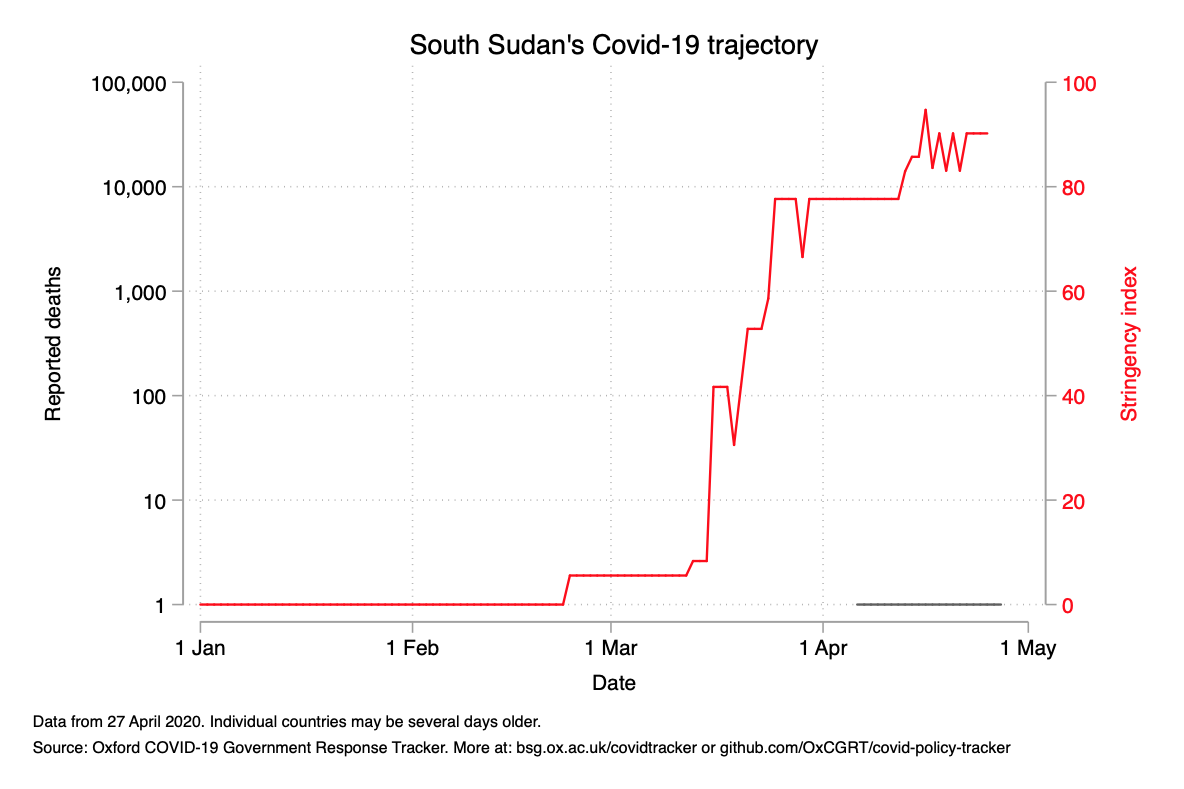 South Sudan's Covid-19 trajectory
100,000
10,000
1,000
100
10
1
Reported deaths
100
80
60
40
20
0
Stringency index
1 Jan
1 Feb
1 Mar
1 Apr
1 May
Date
Data from 27 April 2020. Individual countries may be several days older.
Source: Oxford COVID-19 Government Response Tracker. More at: bsg.ox.ac.uk/covidtracker or github.com/OxCGRT/covid-policy-tracker